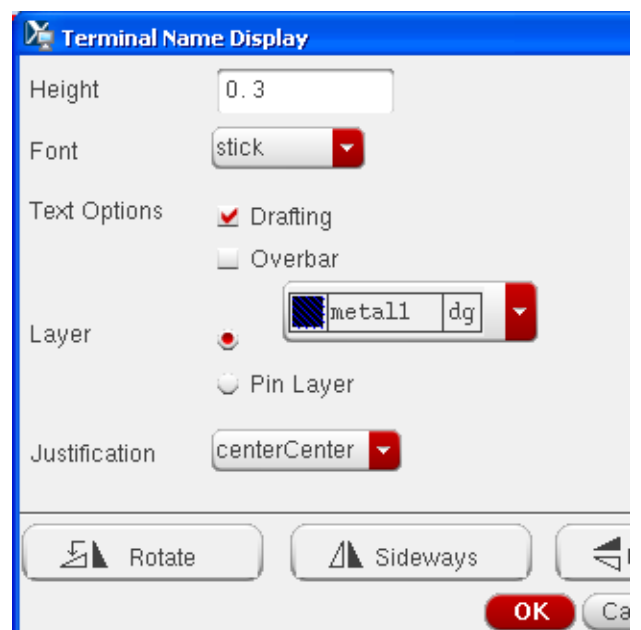 Terminal Name Display
Height 0.3
Font stick
Text Options Drafting
Overbar
metal1 dg
Layer
Pin Layer
Justification centerCenter
Rotate Sideways
OK Ca